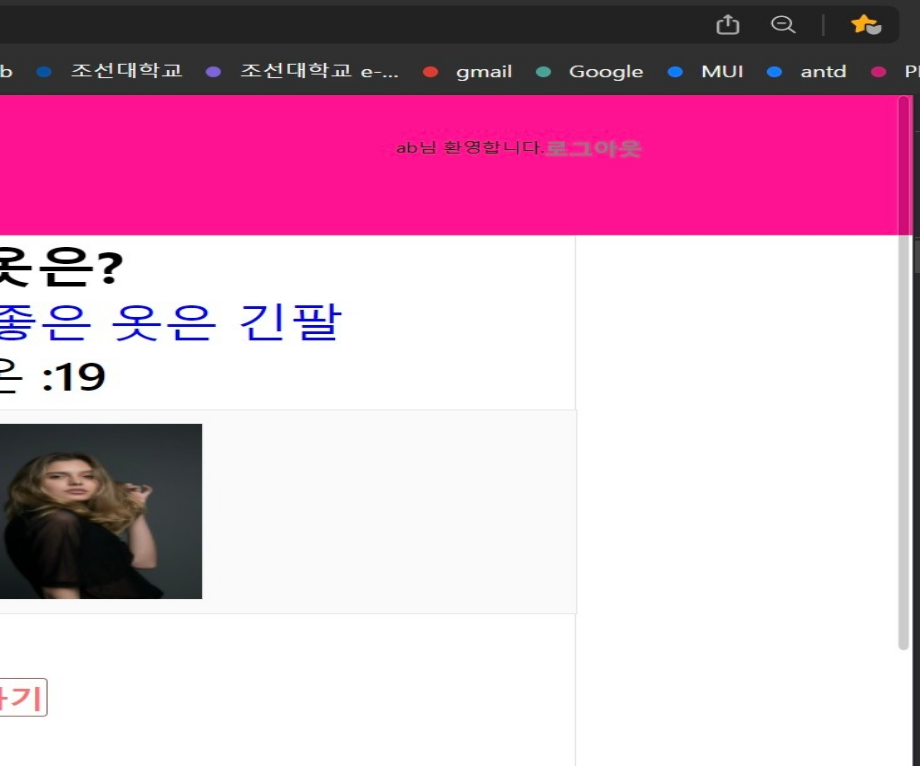 b 조선대학교 조선대학교 e-... gmail Google MUI antd
ab님 환영합니다.로그아웃
옷은?
좋은 옷은 긴팔
은 :19
하기